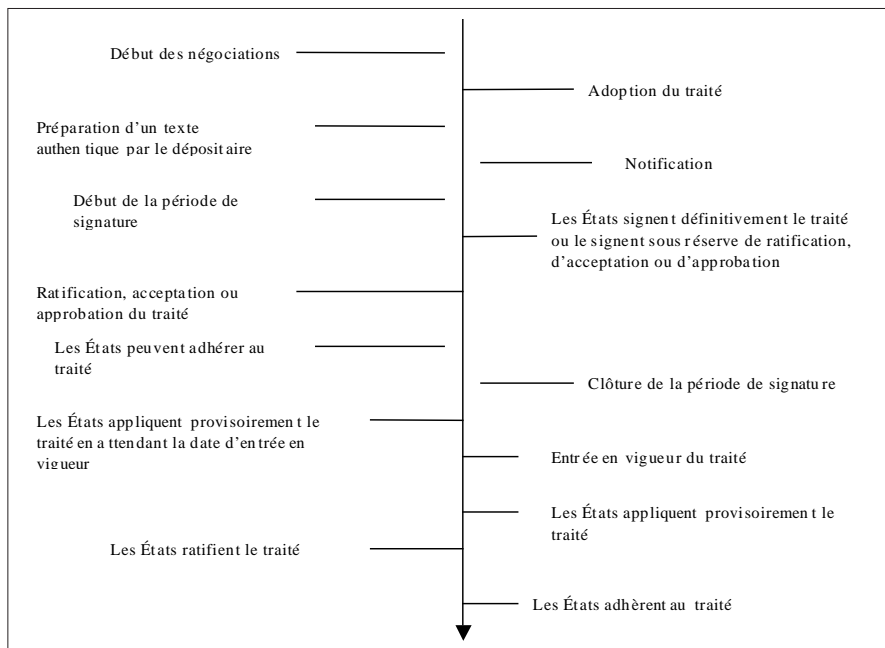 Début des négociations
Adoption du traité
Préparation d'un texte
authentique par le dépositaire
Notification
Début de la période de
signature
Les États signent définitivement le traité
ou le signent sous réserve de ratification,
d'acceptation ou d'approbation
Ratification, acceptation ou
approbation du traité
Les États peuvent adhérer au
traité
Clôture de la période de signature
Les États appliquent provisoirement le
traité en attendant la date d'entrée en
vigueur
Entrée en vigueur du traité
Les États appliquent provisoirement le
traité
Les États ratifient le traité
Les États adhèrent au traité